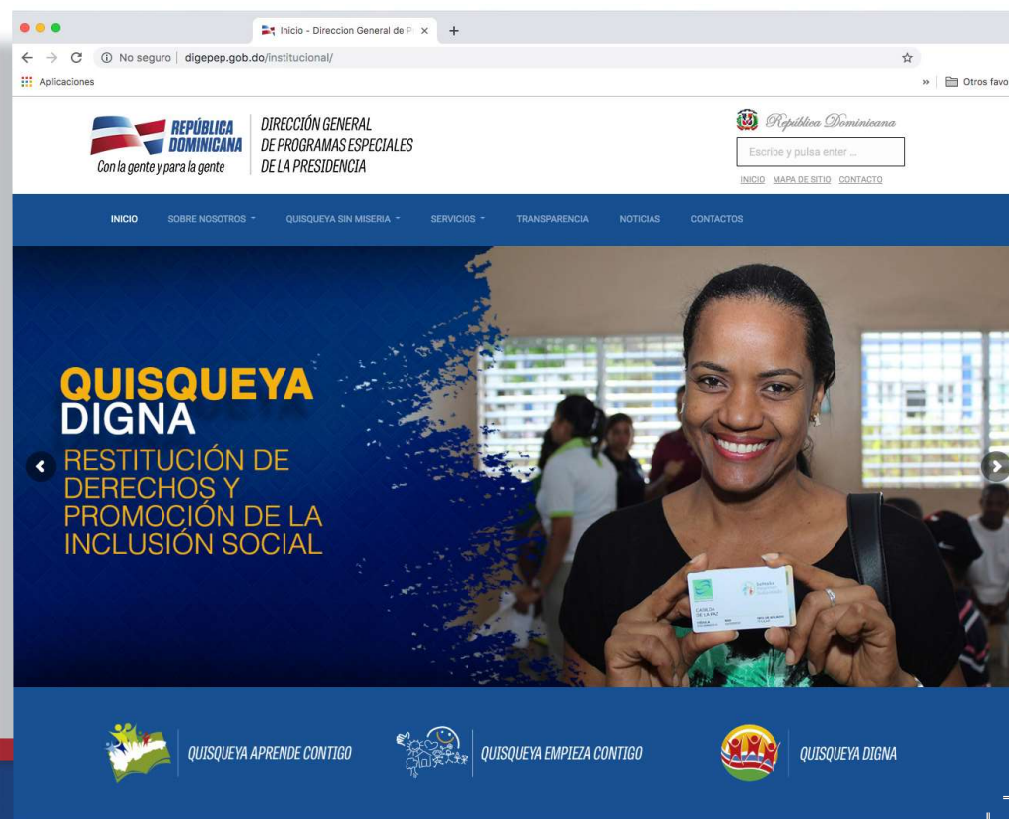 Inicio - Direccion General de P
No seguro | digepep.gob.do/institucional/
Aplicaciones
» Otros favo
REPÚBLICA
DOMINICANA
Con la gente y para la gente
DIRECCIÓN GENERAL
DE PROGRAMAS ESPECIALES
DE LA PRESIDENCIA
República Dominicana
Escribe y pulsa enter ...
INICIO MAPA DE SITIO CONTACTO
INICIO SOBRE NOSOTROS QUISQUEYA SIN MISERIA SERVICIOS TRANSPARENCIA NOTICIAS CONTACTOS
QUISQUEYA
DIGNA
RESTITUCIÓN DE
DERECHOS Y
PROMOCIÓN DE LA
INCLUSIÓN SOCIAL
DE LA PAZ
QUISQUEYA APRENDE CONTIGO QUISQUEYA EMPIEZA CONTIGO QUISQUEYA DIGNA